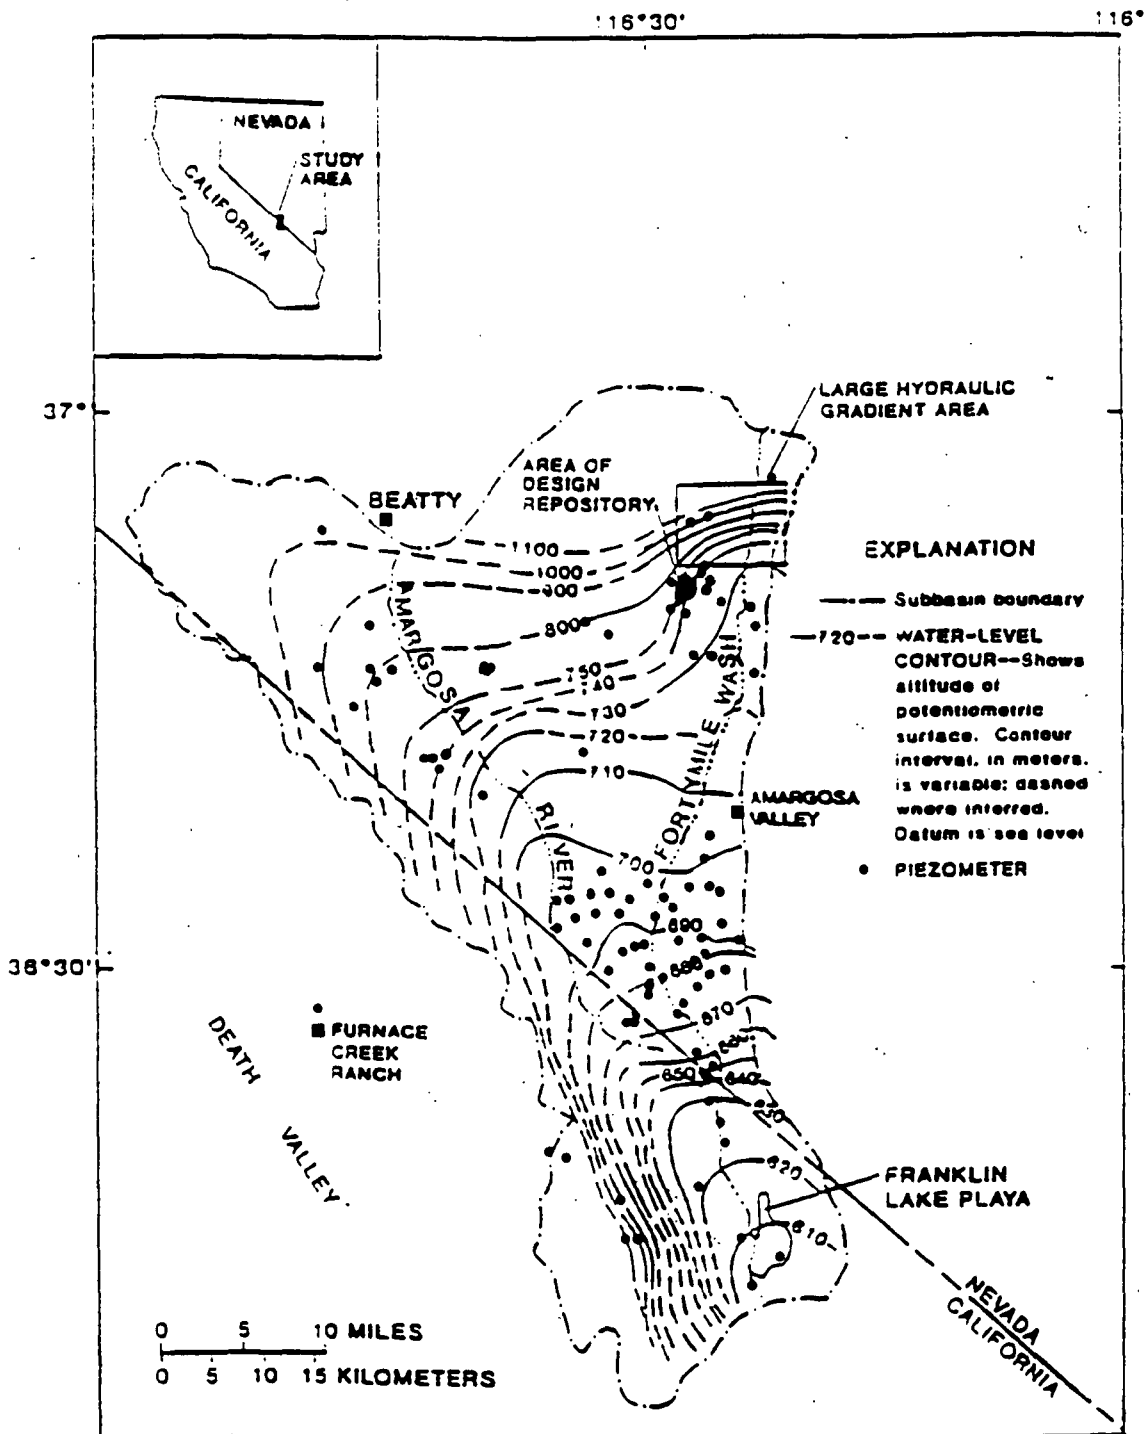 116°30'
116°
NEVADA
STUDY
AREA
CALIFORNIA
37°
LARGE HYDRAULIC
GRADIENT AREA
AREA OF
DESIGN
REPOSITORY
BEATTY
1100
1000
900
800
750
740
730
720
710
700
690
680
670
660
650
640
630
620
610
AMARGOSA
RIVER
FORTYMILE WASH
AMARGOSA
VALLEY
EXPLANATION
Subbasin boundary
720 WATER-LEVEL
CONTOUR--Shows
altitude of
potentiometric
surface. Contour
interval, in meters,
is variable; dashed
where inferred.
Datum is sea level
PIEZOMETER
36°30'
FURNACE
CREEK
RANCH
DEATH
VALLEY
FRANKLIN
LAKE PLAYA
NEVADA
CALIFORNIA
0 5 10 MILES
0 5 10 15 KILOMETERS